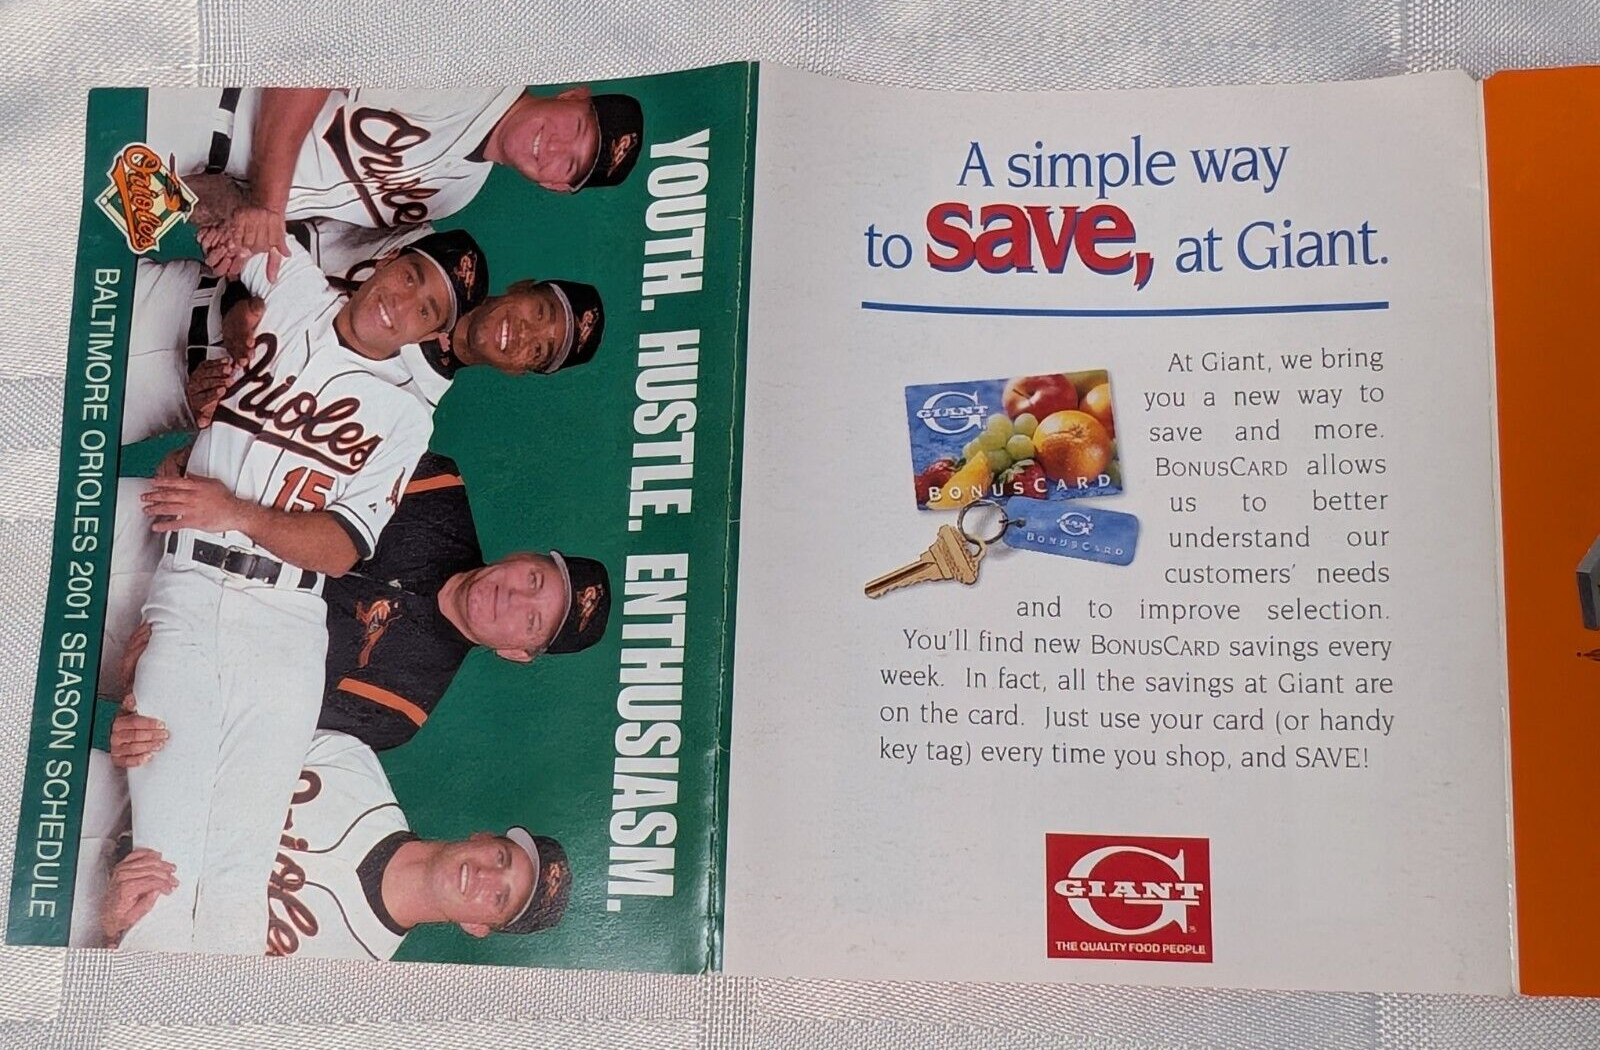 YOUTH. HUSTLE. ENTHUSIASM.
Orioles
Orioles
Orioles
15
Orioles
BALTIMORE ORIOLES 2001 SEASON SCHEDULE
A simple way
to save, at Giant.
At Giant, we bring
you a new way to
save and more.
BONUSCARD allows
us to better
understand our
customers' needs
and to improve selection.
You'll find new BONUSCARD savings every
week. In fact, all the savings at Giant are
on the card. Just use your card (or handy
key tag) every time you shop, and SAVE!
GIANT
BONUSCARD
GIANT
BONUSCARD
GIANT
THE QUALITY FOOD PEOPLE